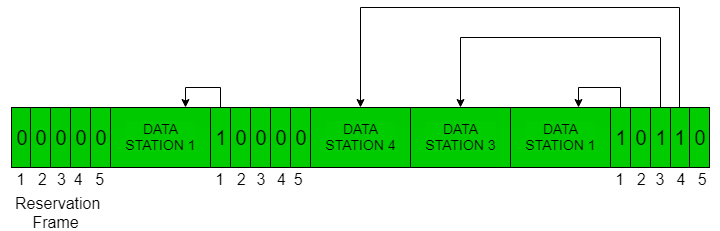 0 0 0 0 0 DATA STATION 1 1 0 0 0 0 DATA STATION 4 DATA STATION 3 DATA STATION 1 1 0 1 1 0
1 2 3 4 5 1 2 3 4 5 1 2 3 4 5
Reservation
Frame